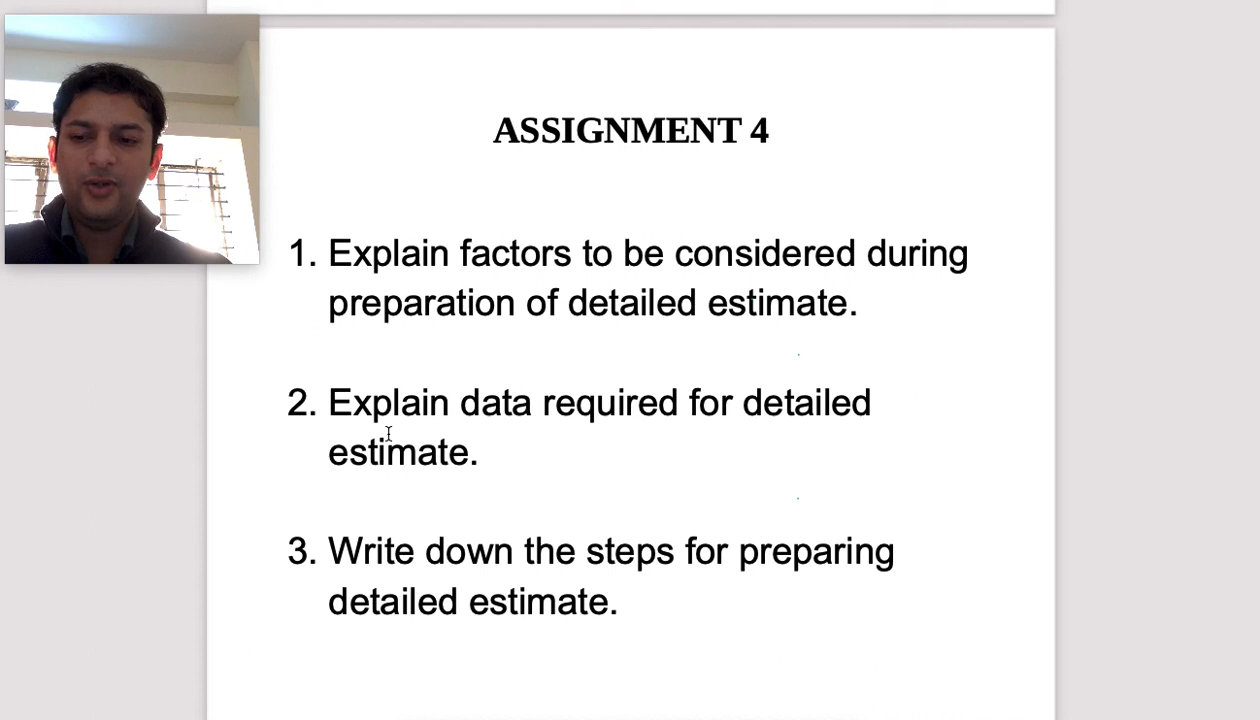 ASSIGNMENT 4
1. Explain factors to be considered during
preparation of detailed estimate.
2. Explain data required for detailed
estimate.
3. Write down the steps for preparing
detailed estimate.